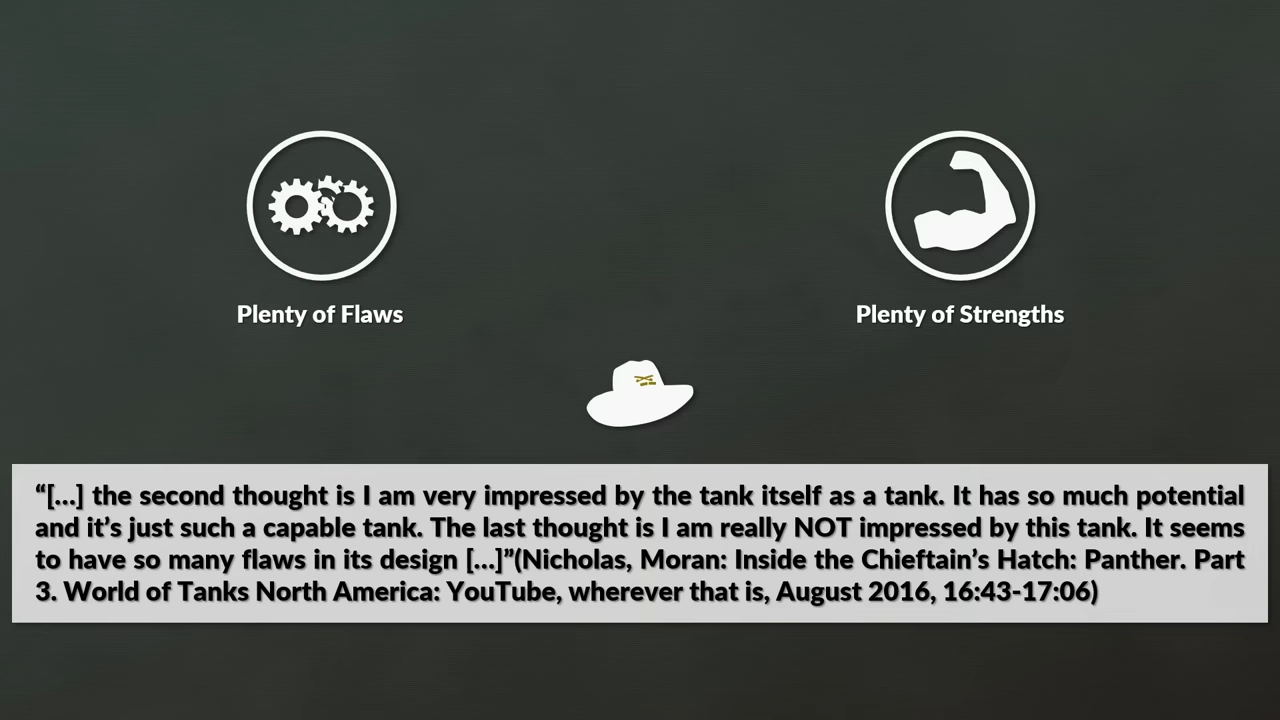 Plenty of Flaws
Plenty of Strengths
“[...] the second thought is I am very impressed by the tank itself as a tank. It has so much potential
and it’s just such a capable tank. The last thought is I am really NOT impressed by this tank. It seems
to have so many flaws in its design [...]”(Nicholas, Moran: Inside the Chieftain’s Hatch: Panther. Part
3. World of Tanks North America: YouTube, wherever that is, August 2016, 16:43-17:06)